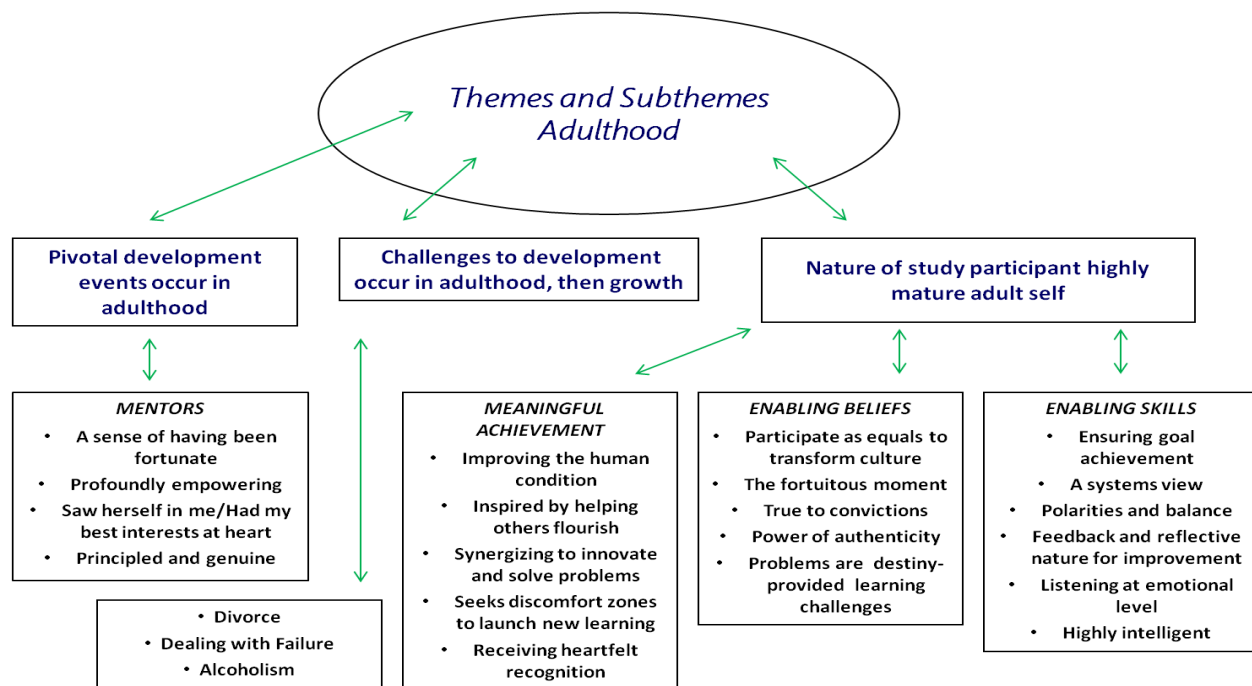 Themes and Subthemes
Adulthood
Pivotal development
events occur in
adulthood
Challenges to development
occur in adulthood, then growth
Nature of study participant highly
mature adult self
MENTORS
• A sense of having been
fortunate
• Profoundly empowering
• Saw herself in me/Had my
best interests at heart
• Principled and genuine
• Divorce
• Dealing with Failure
• Alcoholism
MEANINGFUL
ACHIEVEMENT
• Improving the human
condition
• Inspired by helping
others flourish
• Synergizing to innovate
and solve problems
• Seeks discomfort zones
to launch new learning
• Receiving heartfelt
recognition
ENABLING BELIEFS
• Participate as equals to
transform culture
• The fortuitous moment
• True to convictions
• Power of authenticity
• Problems are destiny-
provided learning
challenges
ENABLING SKILLS
• Ensuring goal
achievement
• A systems view
• Polarities and balance
• Feedback and reflective
nature for improvement
• Listening at emotional
level
• Highly intelligent